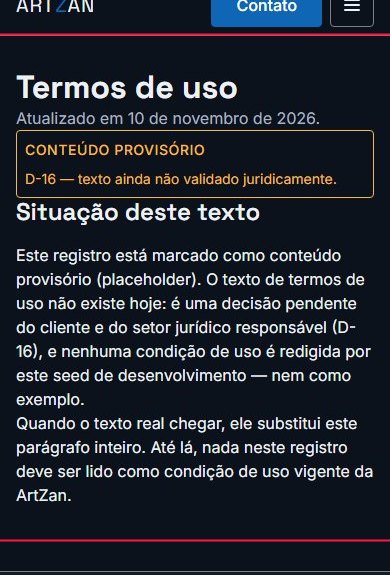 ARTZAN
Contato
Termos de uso
Atualizado em 10 de novembro de 2026.
CONTEÚDO PROVISÓRIO
D-16 — texto ainda não validado juridicamente.
Situação deste texto
Este registro está marcado como conteúdo
provisório (placeholder). O texto de termos de
uso não existe hoje: é uma decisão pendente
do cliente e do setor jurídico responsável (D-
16), e nenhuma condição de uso é redigida por
este seed de desenvolvimento — nem como
exemplo.
Quando o texto real chegar, ele substitui este
parágrafo inteiro. Até lá, nada neste registro
deve ser lido como condição de uso vigente da
ArtZan.